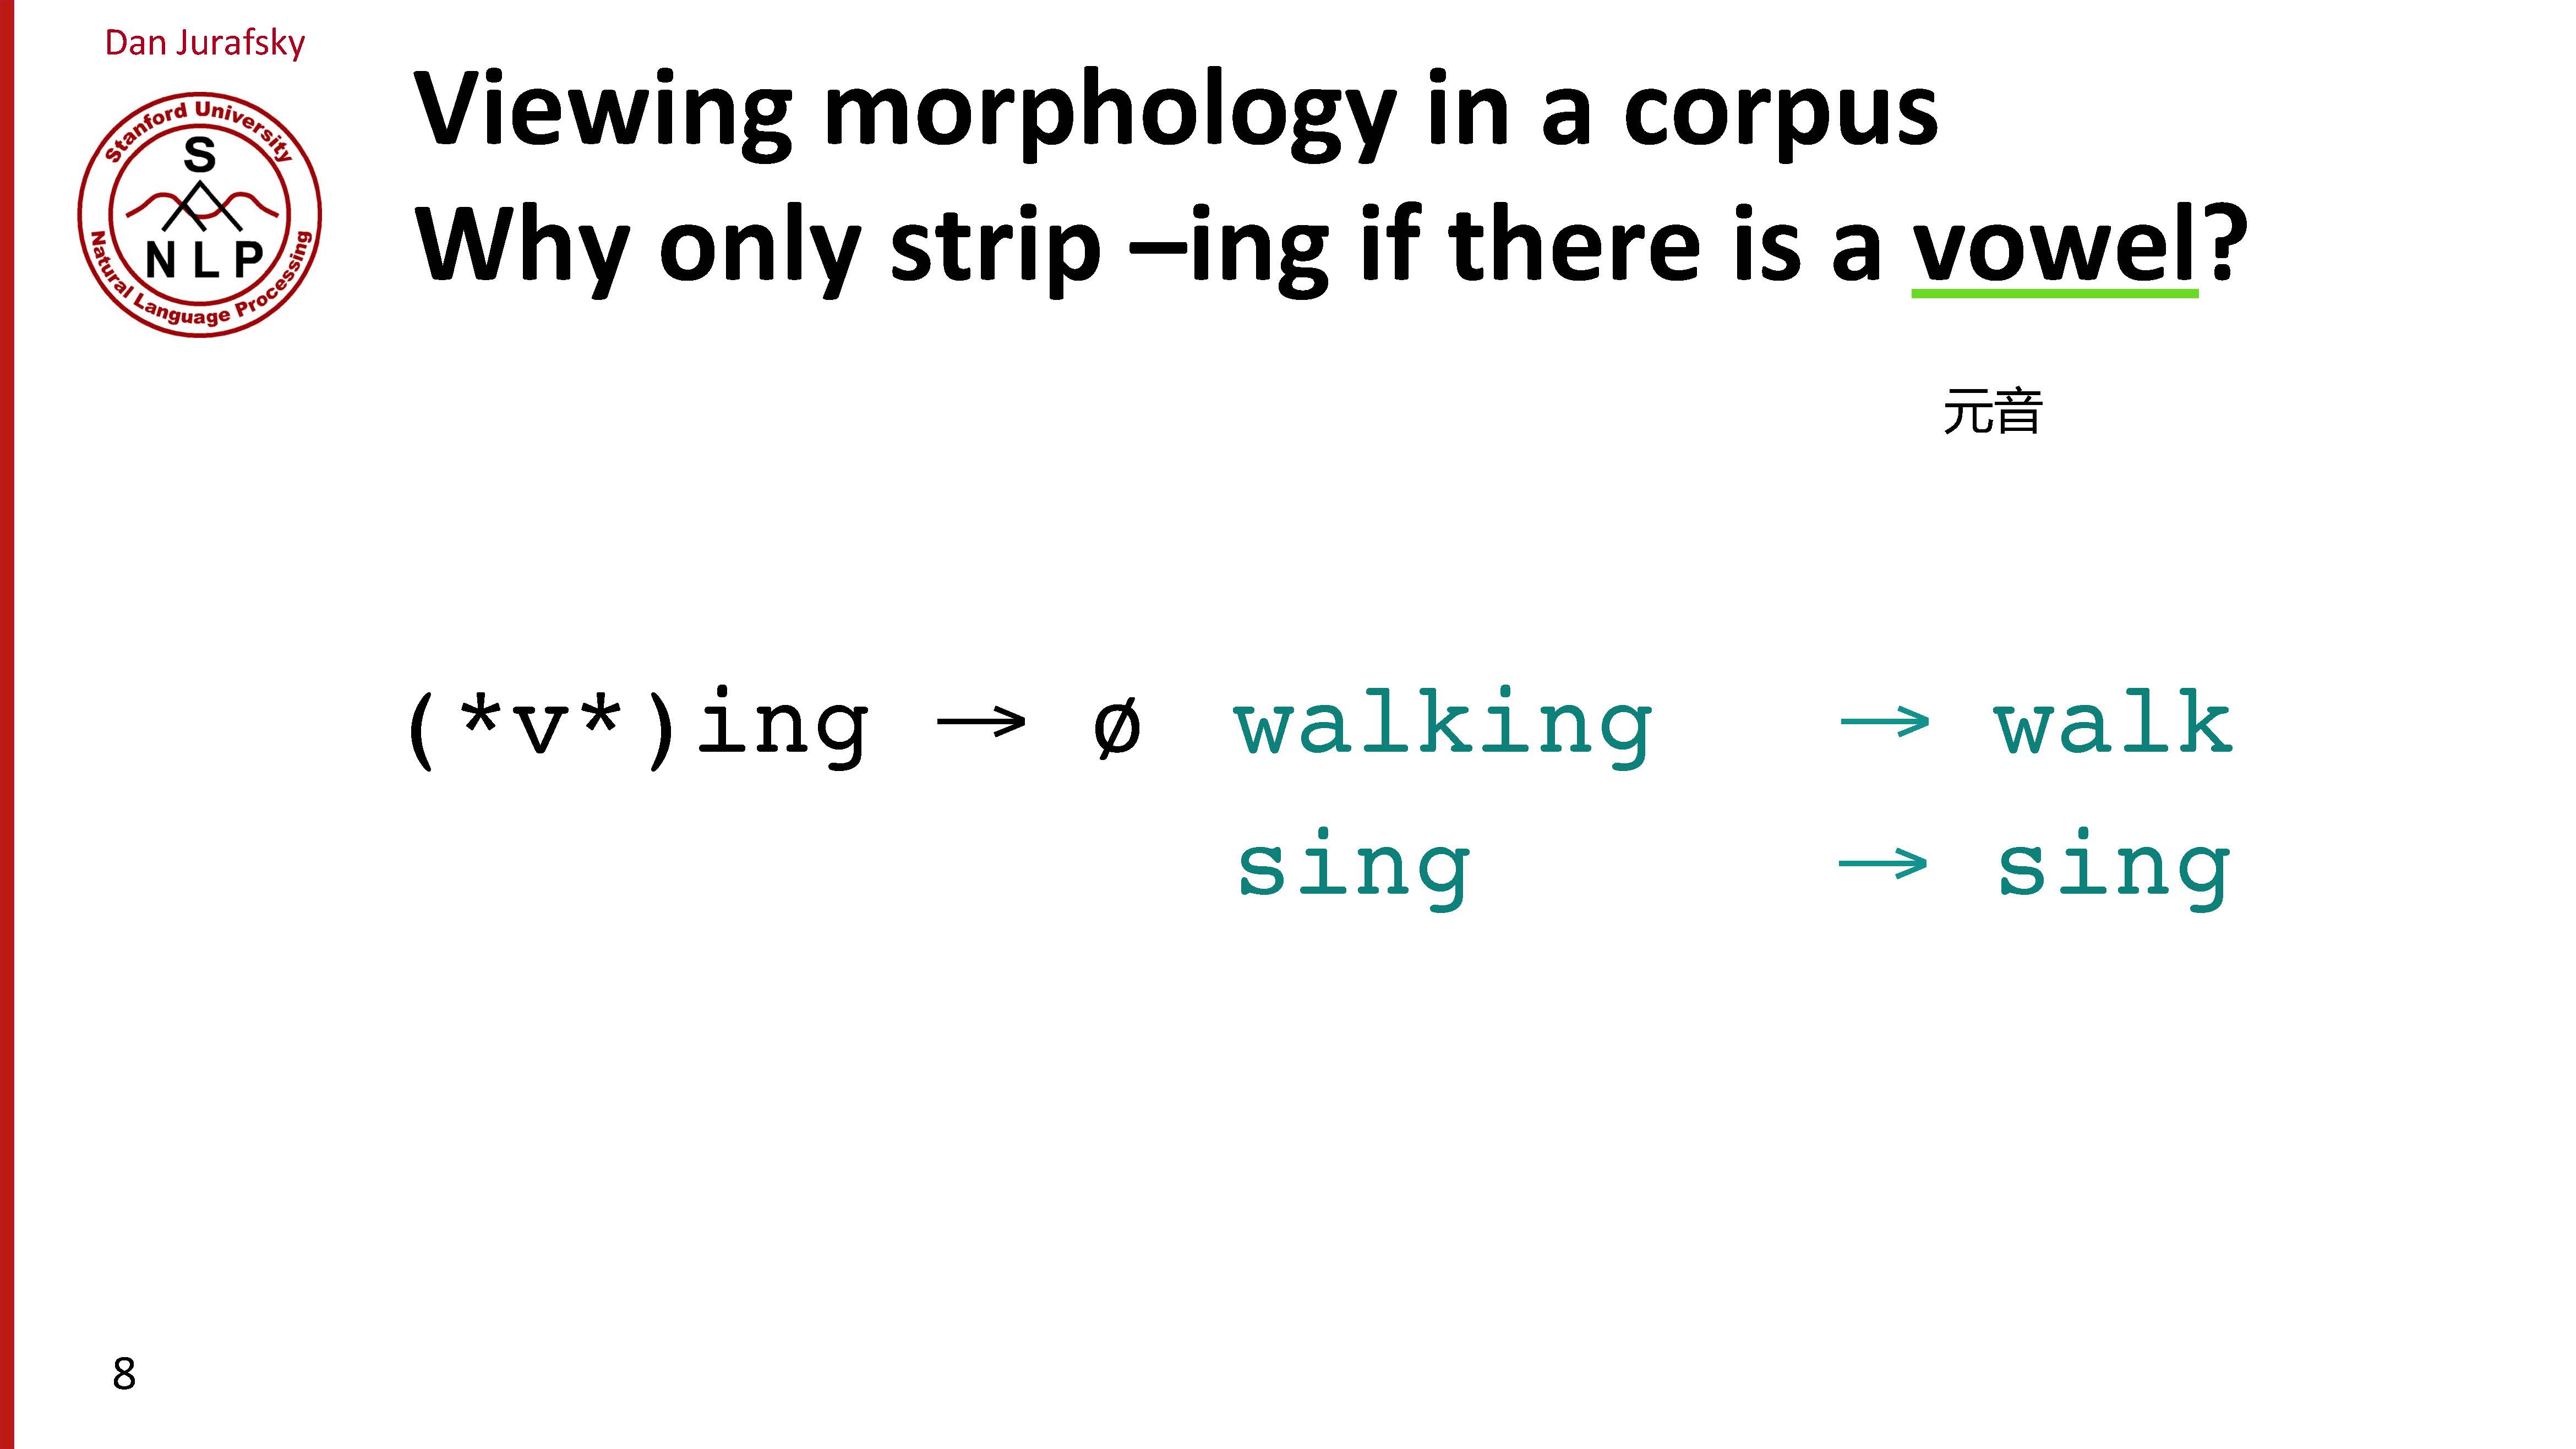 Dan Jurafsky
Stanford University
S
N L P
Natural Language Processing
Viewing morphology in a corpus
Why only strip –ing if there is a vowel?
元音
(*v*)ing → ø walking → walk
sing → sing
8